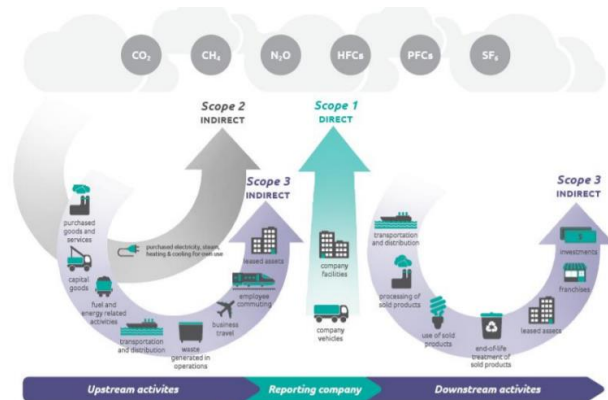 CO₂
CH₄
N₂O
HFCs
PFCs
SF₆
Scope 2
INDIRECT
Scope 1
DIRECT
Scope 3
INDIRECT
Scope 3
INDIRECT
purchased
goods and
services
capital
goods
fuel and
energy related
activities
transportation
and distribution
waste
generated in
operations
business
travel
employee
commuting
leased assets
purchased electricity, steam,
heating & cooling for own use
company
facilities
company
vehicles
transportation
and distribution
processing of
sold products
use of sold
products
end-of-life
treatment of
sold products
leased assets
franchises
investments
Upstream activites
Reporting company
Downstream activites